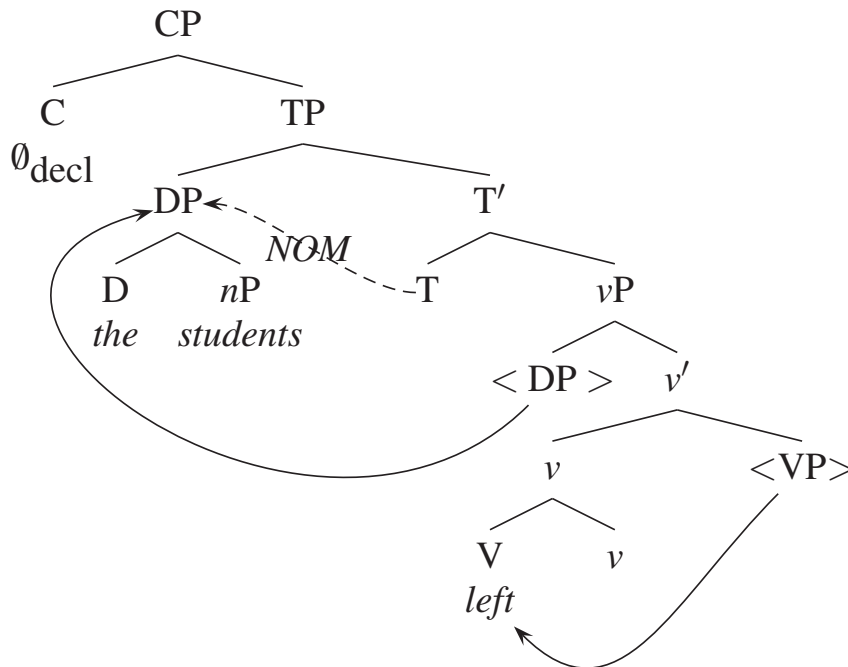 CP
C TP
∅decl
DP T′
NOM
D nP T vP
the students
< DP > v′
v <VP>
V v
left